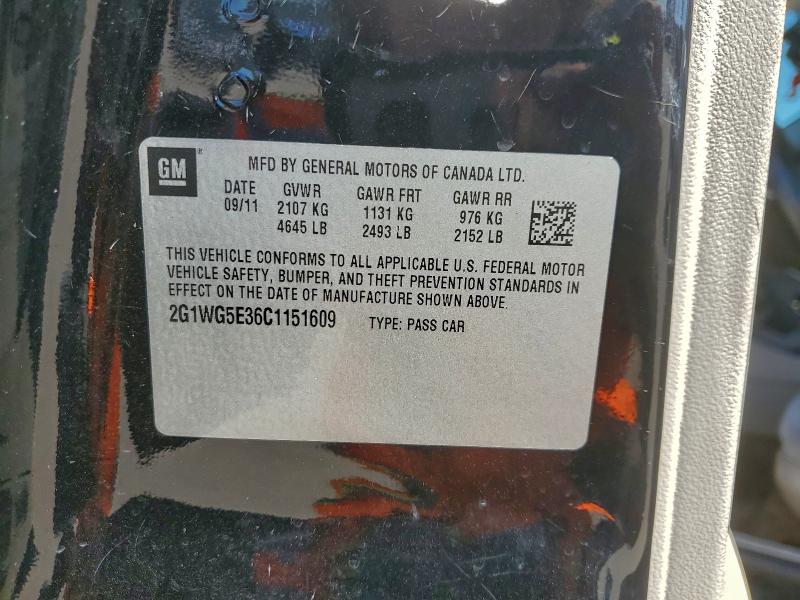 GM
MFD BY GENERAL MOTORS OF CANADA LTD.
DATE GVWR GAWR FRT GAWR RR
09/11 2107 KG 1131 KG 976 KG
4645 LB 2493 LB 2152 LB
THIS VEHICLE CONFORMS TO ALL APPLICABLE U.S. FEDERAL MOTOR
VEHICLE SAFETY, BUMPER, AND THEFT PREVENTION STANDARDS IN
EFFECT ON THE DATE OF MANUFACTURE SHOWN ABOVE.
2G1WG5E36C1151609 TYPE: PASS CAR